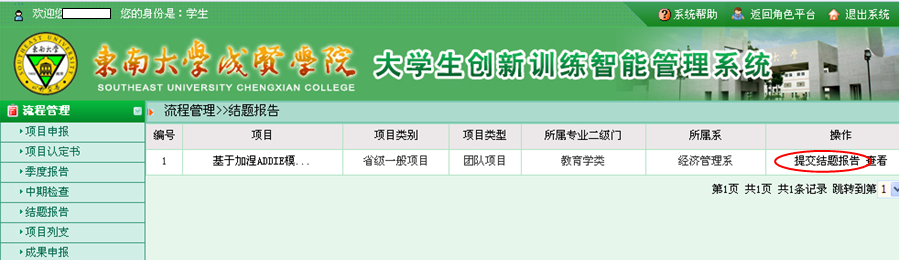 欢迎您 您的身份是：学生 系统帮助 返回角色平台 退出系统
東南大學成賢學院 大学生创新训练智能管理系统
SOUTHEAST UNIVERSITY CHENGXIAN COLLEGE
流程管理 流程管理>>结题报告
项目申报
项目认定书
季度报告
中期检查
结题报告
项目列支
成果申报
编号 项目 项目类别 项目类型 所属专业二级门 所属系 操作
1 基于加涅ADDIE模... 省级一般项目 团队项目 教育学类 经济管理系 提交结题报告 查看
第1页 共1页 共1条记录 跳转到第 1